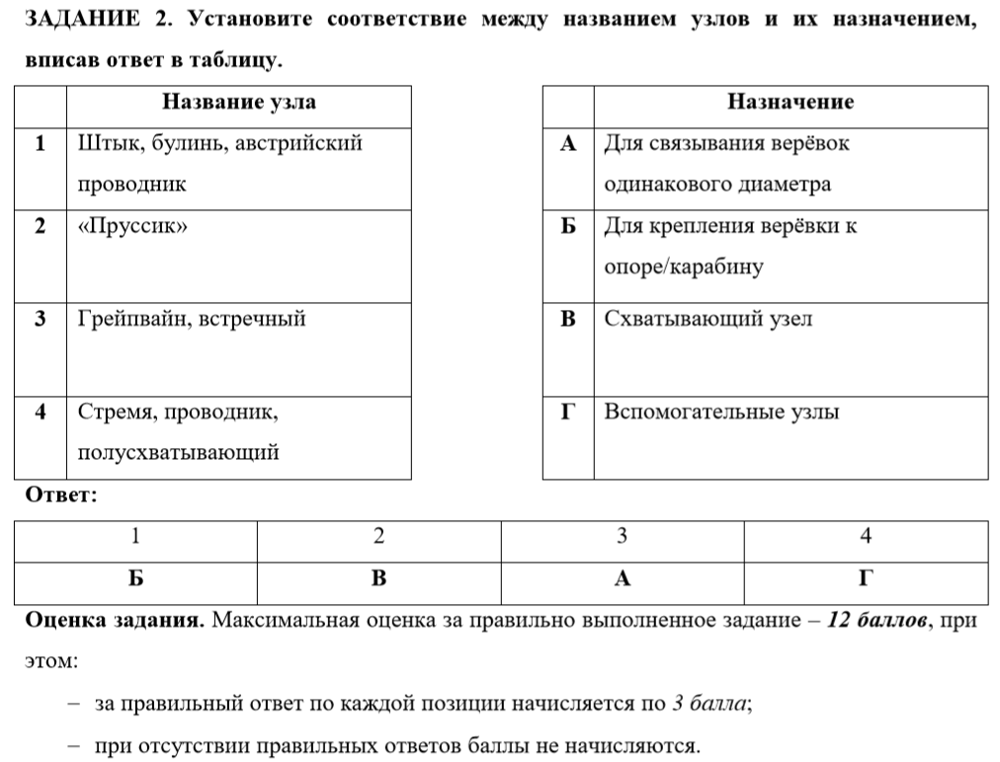 ЗАДАНИЕ 2. Установите соответствие между названием узлов и их назначением,
вписав ответ в таблицу.
Название узла
1 Штык, булинь, австрийский
проводник
2 «Пруссик»
3 Грейпвайн, встречный
4 Стремя, проводник,
полусхватывающий
Назначение
А Для связывания верёвок
одинакового диаметра
Б Для крепления верёвки к
опоре/карабину
В Схватывающий узел
Г Вспомогательные узлы
Ответ:
1 2 3 4
Б В А Г
Оценка задания. Максимальная оценка за правильно выполненное задание – 12 баллов, при
этом:
– за правильный ответ по каждой позиции начисляется по 3 балла;
– при отсутствии правильных ответов баллы не начисляются.